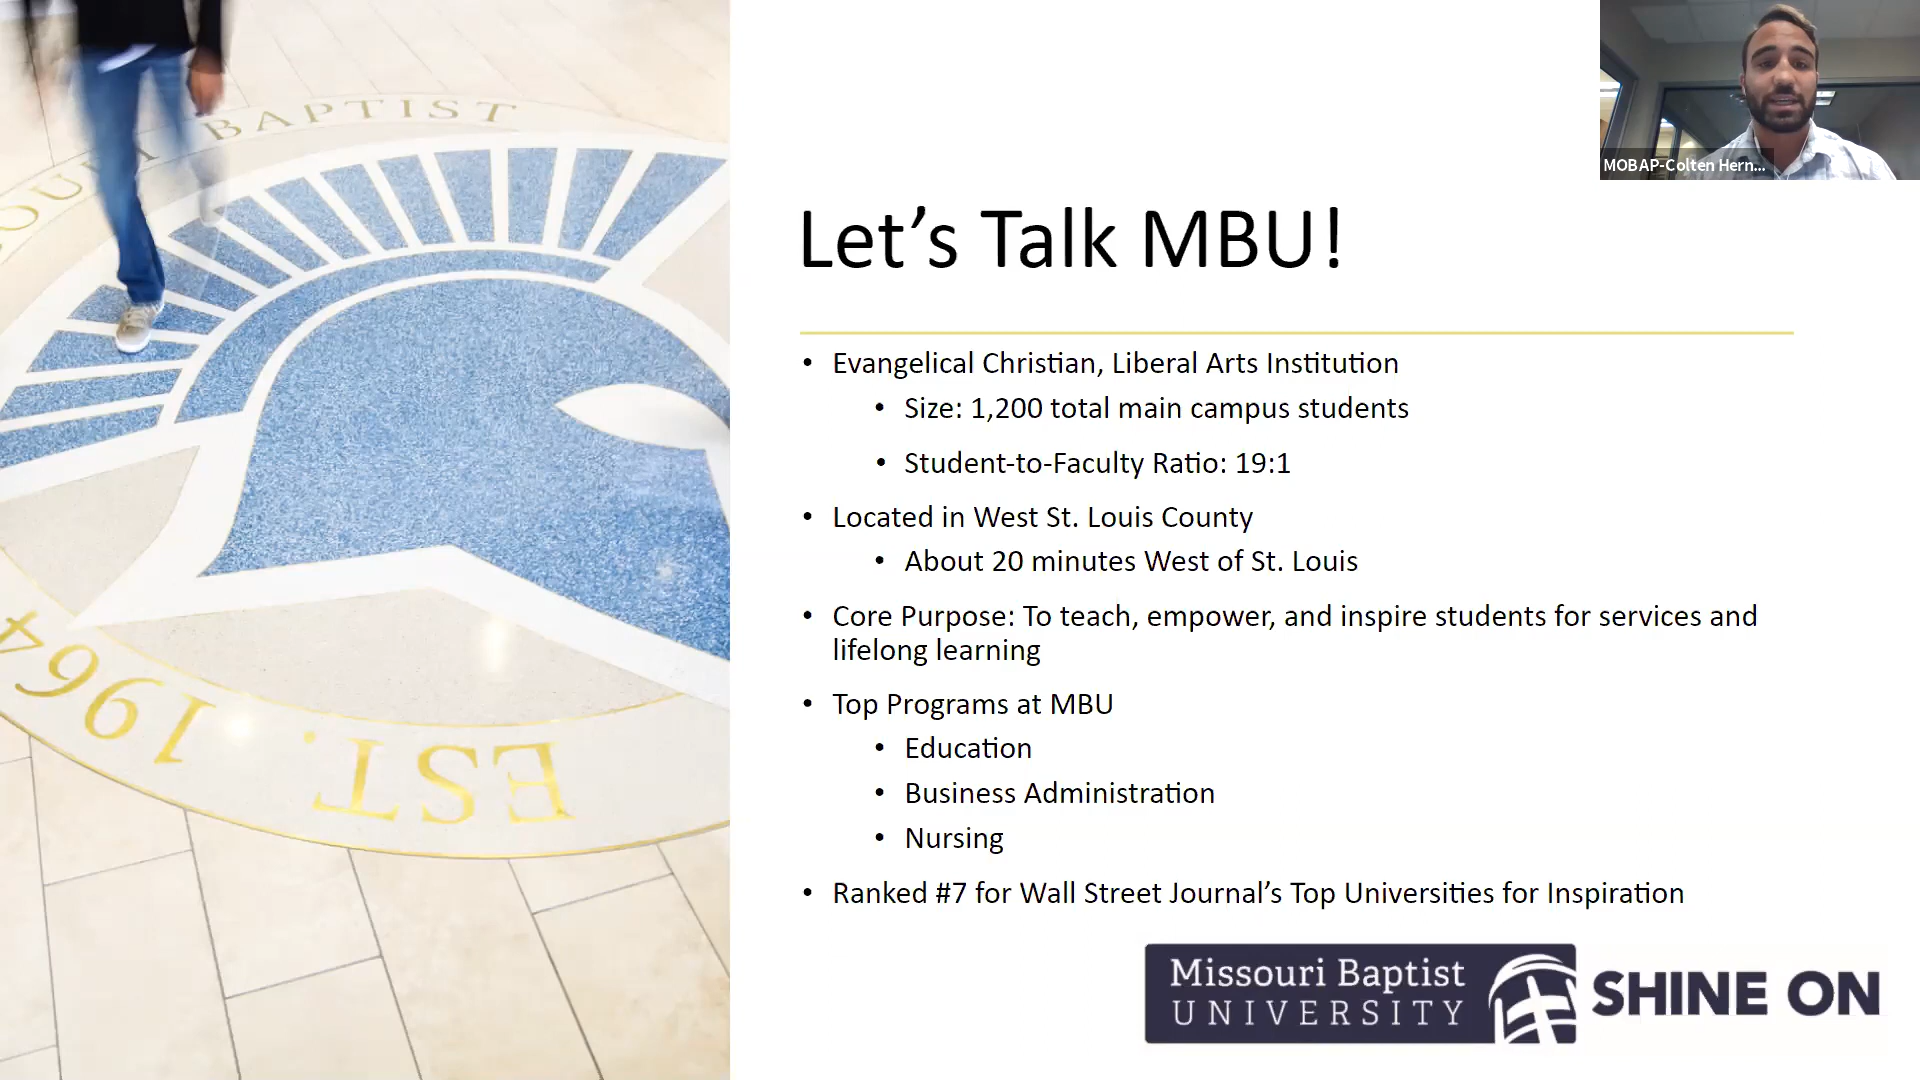 BAPTIST
EST. 1964
MOBAP-Colten Hern...
Let’s Talk MBU!
• Evangelical Christian, Liberal Arts Institution
• Size: 1,200 total main campus students
• Student-to-Faculty Ratio: 19:1
• Located in West St. Louis County
• About 20 minutes West of St. Louis
• Core Purpose: To teach, empower, and inspire students for services and
lifelong learning
• Top Programs at MBU
• Education
• Business Administration
• Nursing
• Ranked #7 for Wall Street Journal’s Top Universities for Inspiration
Missouri Baptist
UNIVERSITY
SHINE ON